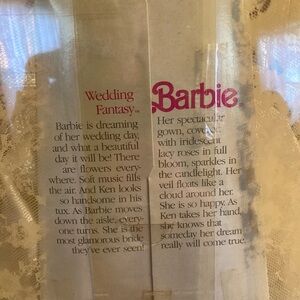 Wedding
Fantasy™
Barbie is dreaming
of her wedding day,
and what a beautiful
day it will be! There
are flowers every-
where. Soft music fills
the air. And Ken looks
so handsome in his
tux. As Barbie moves
down the aisle, every-
one turns. She is the
most glamorous bride
they've ever seen!
Barbie®
Her spectacular
gown, covered
with iridescent
lacy roses in full
bloom, sparkles in
the candlelight. Her
veil floats like a
cloud around her.
She is so happy. As
Ken takes her hand,
she knows that
someday her dream
really will come true.